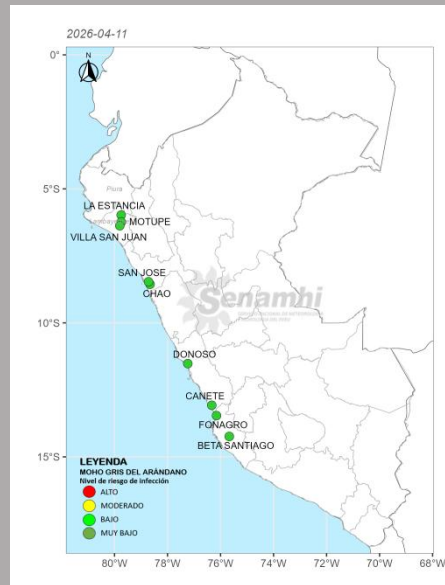 2026-04-11
N
0°
5°S
10°S
15°S
Piura
LA ESTANCIA
MOTUPE
VILLA SAN JUAN
SAN JOSE
CHAO
Senamhi
DONOSO
CANETE
FONAGRO
BETA SANTIAGO
LEYENDA
MOHO GRIS DEL ARÁNDANO
Nivel de riesgo de infección
ALTO
MODERADO
BAJO
MUY BAJO
80°W 78°W 76°W 74°W 72°W 70°W 68°W